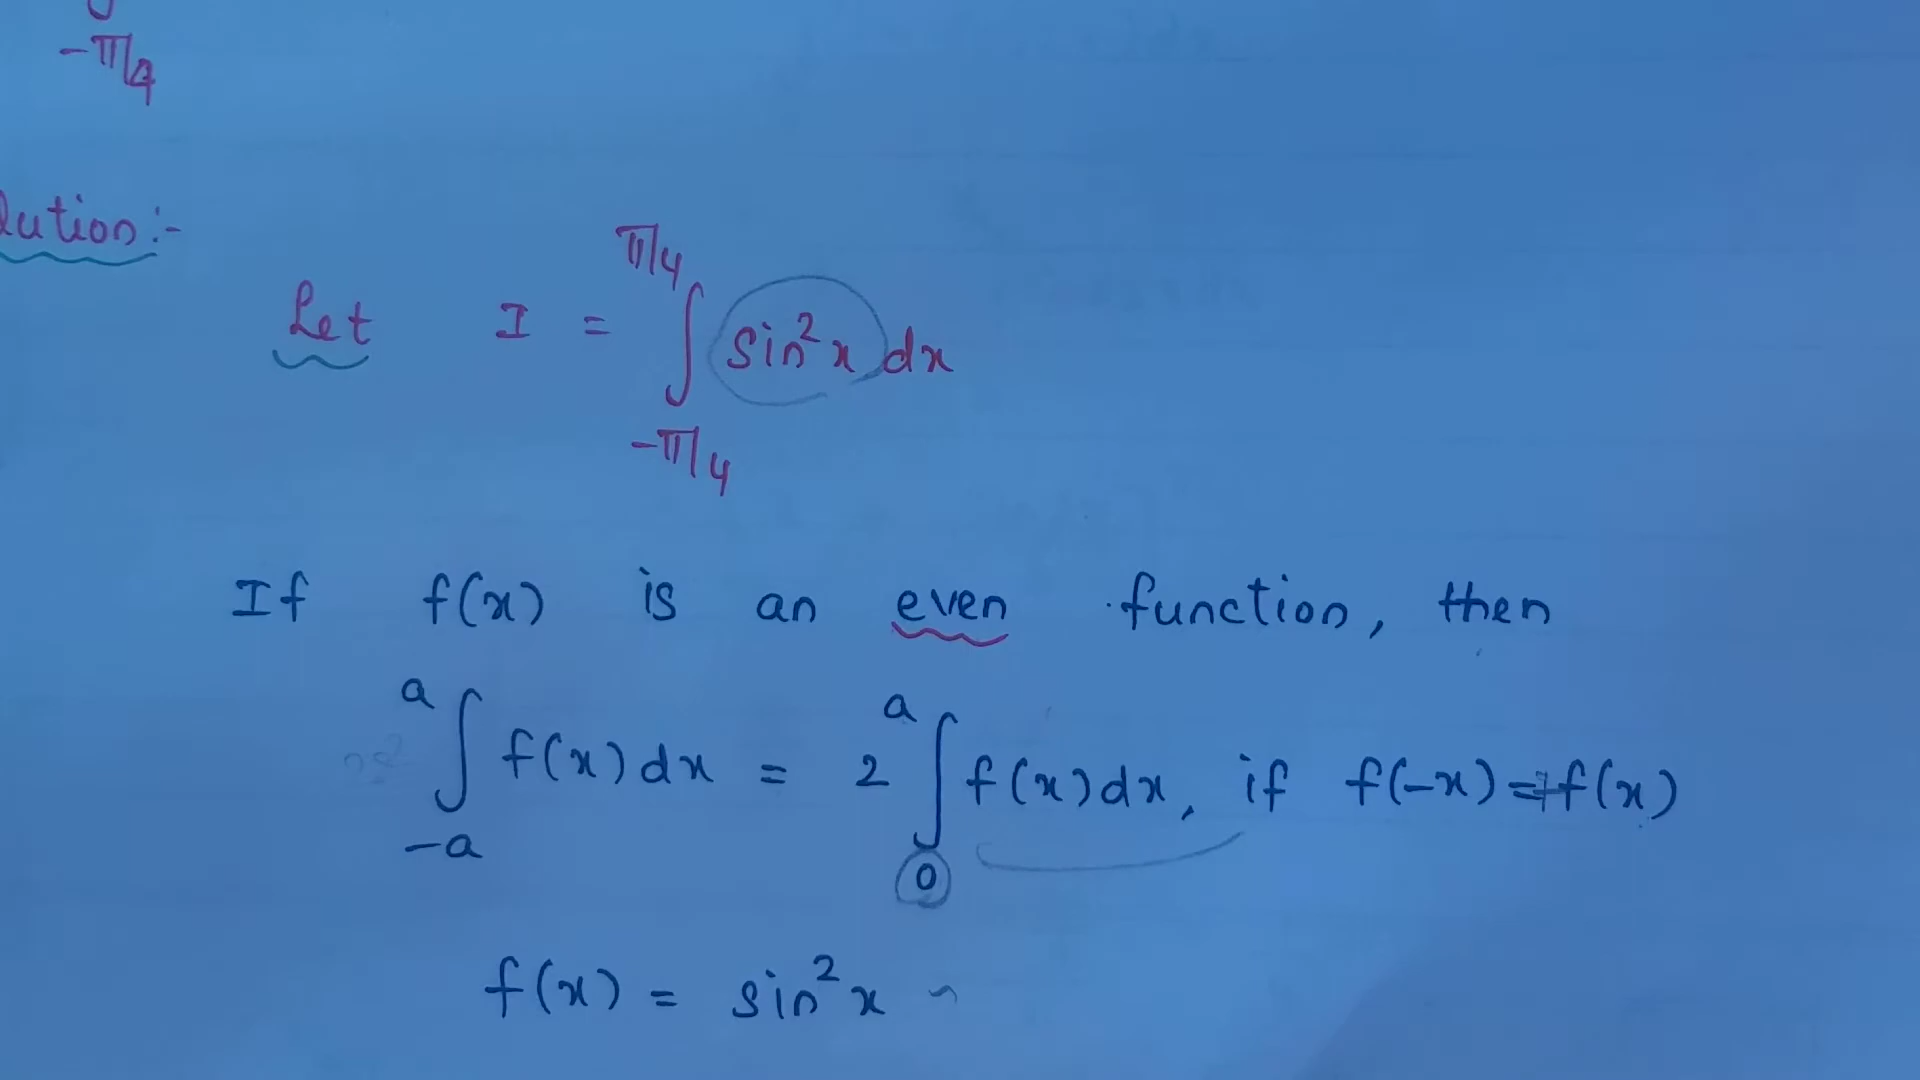 -π/4
lution:-
Let I = ∫_{-π/4}^{π/4} sin²x dx
If f(x) is an even function, then
∫_{-a}^{a} f(x) dx = 2 ∫_{0}^{a} f(x) dx, if f(-x) = +f(x)
f(x) = sin²x